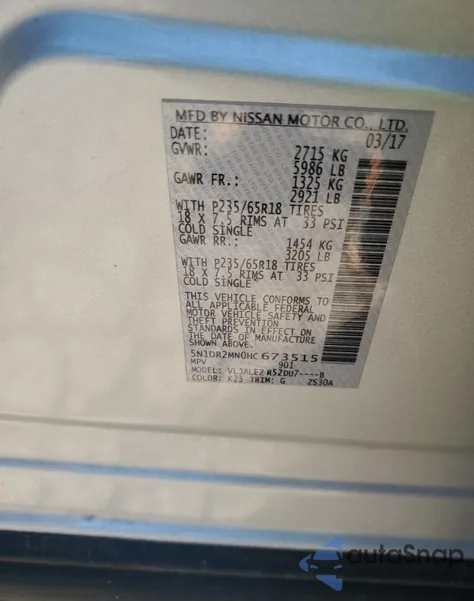 MFD BY NISSAN MOTOR CO., LTD.
DATE: 03/17
GVWR: 2715 KG
5986 LB
GAWR FR.: 1325 KG
2921 LB
WITH P235/65R18 TIRES
18 X 7.5 RIMS AT 33 PSI
COLD SINGLE
GAWR RR.: 1454 KG
3205 LB
WITH P235/65R18 TIRES
18 X 7.5 RIMS AT 33 PSI
COLD SINGLE
THIS VEHICLE CONFORMS TO
ALL APPLICABLE FEDERAL
MOTOR VEHICLE SAFETY AND
THEFT PREVENTION
STANDARDS IN EFFECT ON
THE DATE OF MANUFACTURE
SHOWN ABOVE.
5N1DR2MN0HC673515
MPV 901
MODEL: VLJALEZ R52DU7----B
COLOR: K23 TRIM: G ZS30A
autoSnap